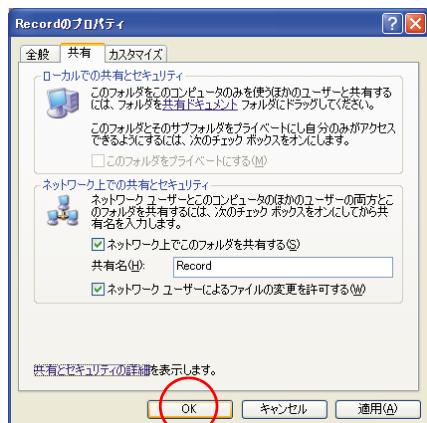 Recordのプロパティ
全般 共有 カスタマイズ
ローカルでの共有とセキュリティ
このフォルダをこのコンピュータのみを使うほかのユーザーと共有する
には、フォルダを共有ドキュメント フォルダにドラッグしてください。
このフォルダとそのサブフォルダをプライベートにし自分のみがアクセス
できるようにするには、次のチェック ボックスをオンにします。
このフォルダをプライベートにする(M)
ネットワーク上での共有とセキュリティ
ネットワーク ユーザーとこのコンピュータのほかのユーザーの両方とこ
のフォルダを共有するには、次のチェック ボックスをオンにしてから共
有名を入力します。
ネットワーク上でこのフォルダを共有する(S)
共有名(H): Record
ネットワーク ユーザーによるファイルの変更を許可する(W)
共有とセキュリティの詳細を表示します。
OK キャンセル 適用(A)